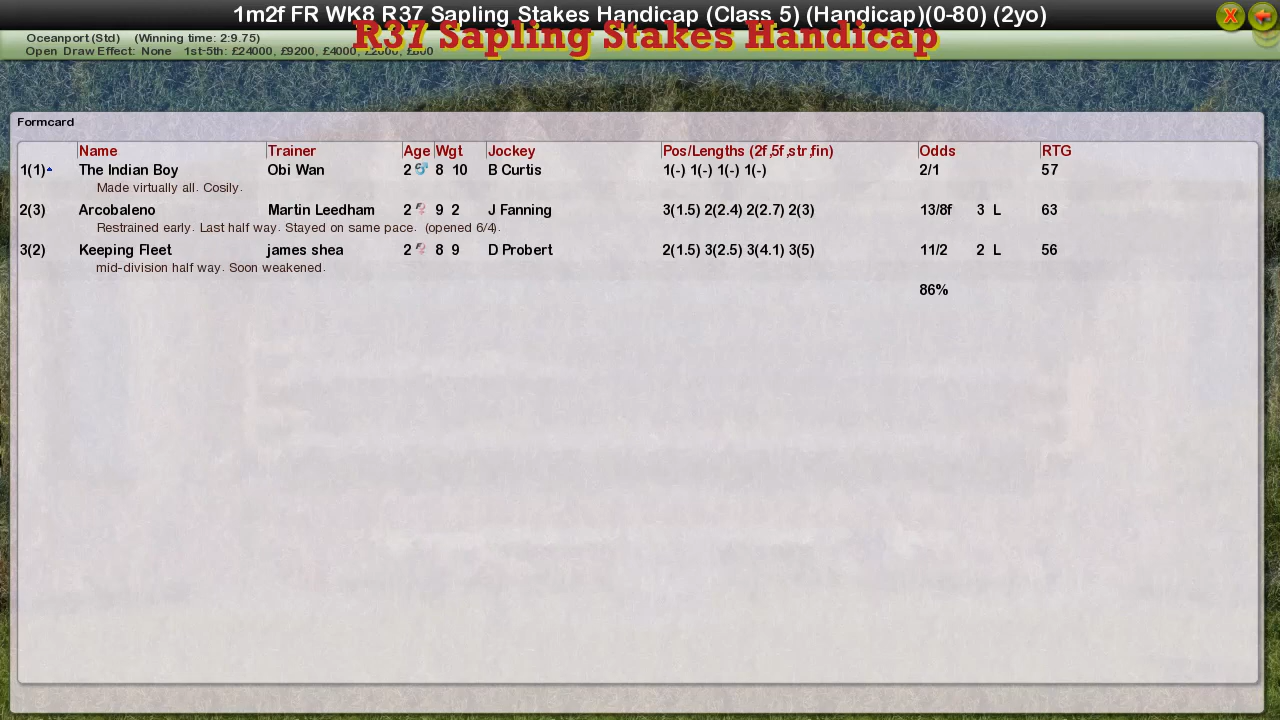 1m2f FR WK8 R37 Sapling Stakes Handicap (Class 5) (Handicap)(0-80) (2yo)
R37 Sapling Stakes Handicap
Oceanport (Std) (Winning time: 2:9.75)
Open Draw Effect: None 1st-5th: £24000, £9200, £4000, £2000, £800
Formcard
Name Trainer Age Wgt Jockey Pos/Lengths (2f,5f,str,fin) Odds RTG
1(1) The Indian Boy Obi Wan 2 8 10 B Curtis 1(-) 1(-) 1(-) 1(-) 2/1 57
Made virtually all. Cosily.
2(3) Arcobaleno Martin Leedham 2 9 2 J Fanning 3(1.5) 2(2.4) 2(2.7) 2(3) 13/8f 3 L 63
Restrained early. Last half way. Stayed on same pace. (opened 6/4).
3(2) Keeping Fleet james shea 2 8 9 D Probert 2(1.5) 3(2.5) 3(4.1) 3(5) 11/2 2 L 56
mid-division half way. Soon weakened.
86%
X